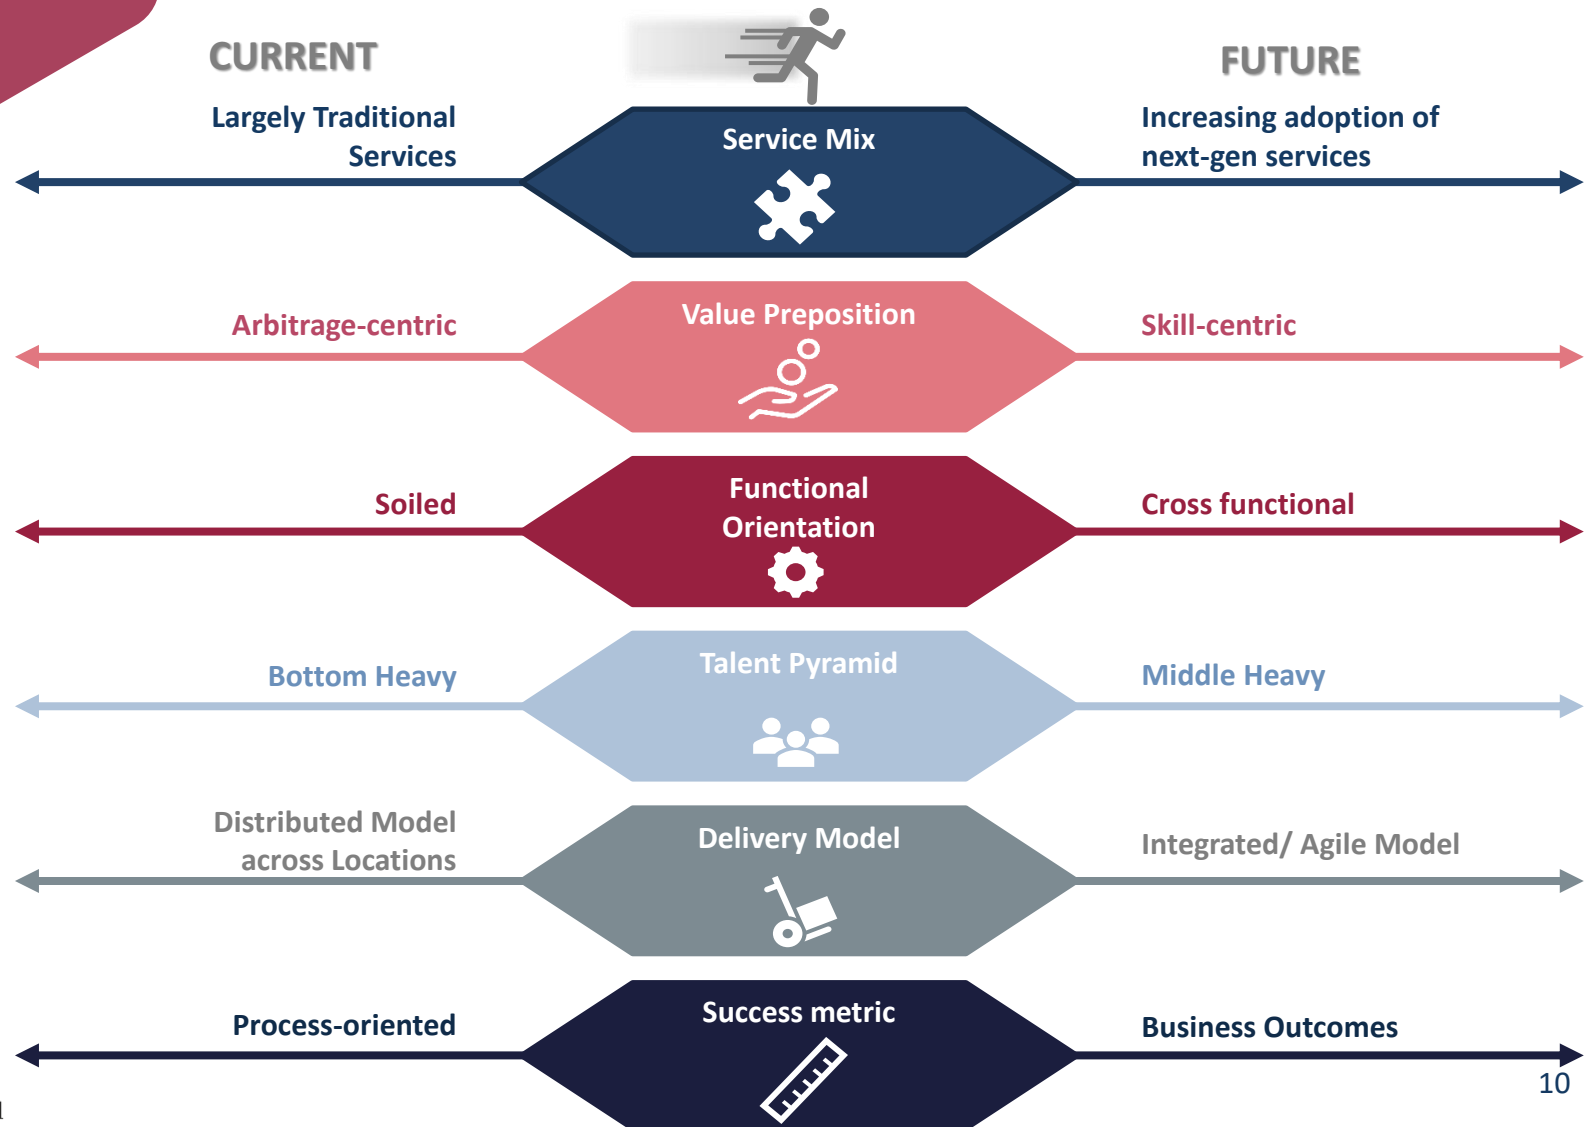 CURRENT
FUTURE
Largely Traditional
Services
Service Mix
Increasing adoption of
next-gen services
Arbitrage-centric
Value Preposition
Skill-centric
Soiled
Functional
Orientation
Cross functional
Bottom Heavy
Talent Pyramid
Middle Heavy
Distributed Model
across Locations
Delivery Model
Integrated/ Agile Model
Process-oriented
Success metric
Business Outcomes
10